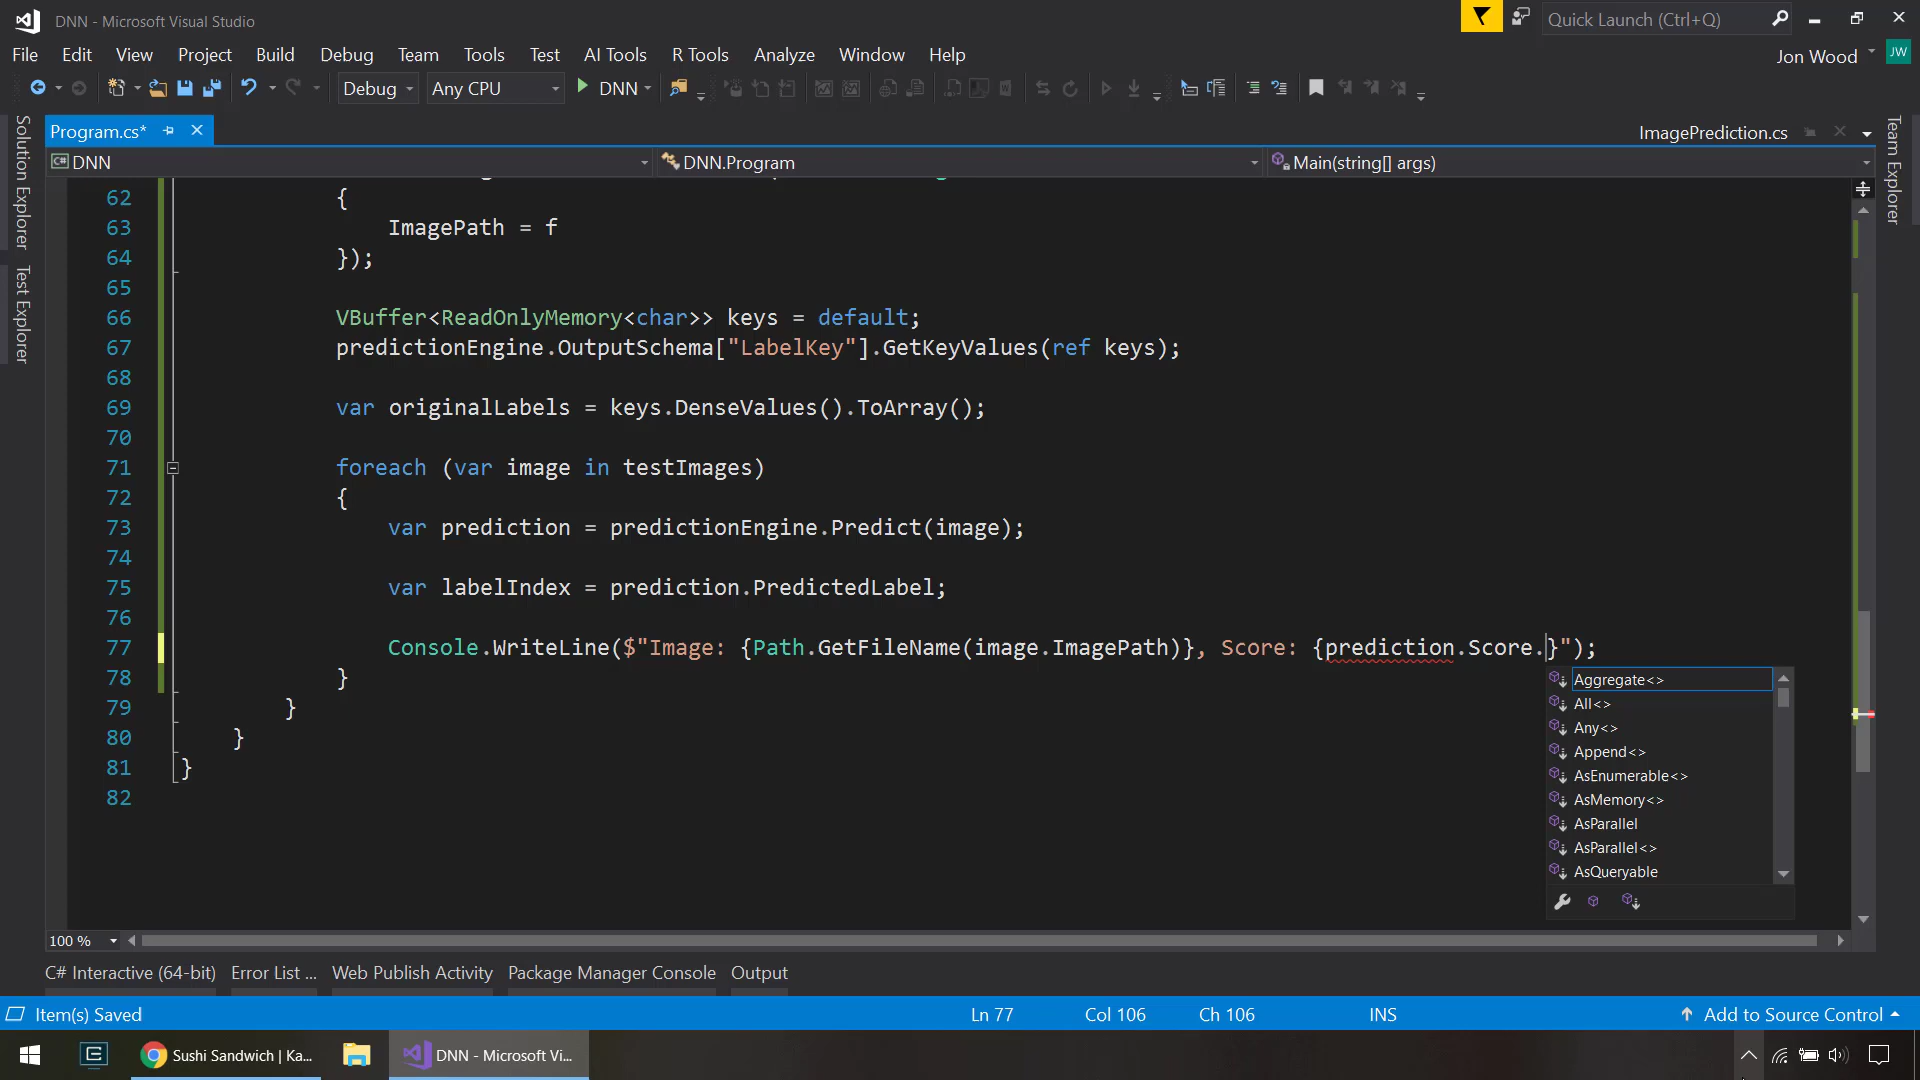 DNN - Microsoft Visual Studio
Quick Launch (Ctrl+Q)
File Edit View Project Build Debug Team Tools Test AI Tools R Tools Analyze Window Help
Jon Wood JW
Debug Any CPU DNN
Solution Explorer
Test Explorer
Team Explorer
Program.cs*
ImagePrediction.cs
DNN DNN.Program Main(string[] args)
62 {
63 ImagePath = f
64 });
65
66 VBuffer<ReadOnlyMemory<char>> keys = default;
67 predictionEngine.OutputSchema["LabelKey"].GetKeyValues(ref keys);
68
69 var originalLabels = keys.DenseValues().ToArray();
70
71 foreach (var image in testImages)
72 {
73 var prediction = predictionEngine.Predict(image);
74
75 var labelIndex = prediction.PredictedLabel;
76
77 Console.WriteLine($"Image: {Path.GetFileName(image.ImagePath)}, Score: {prediction.Score.}");
78 }
79 }
80 }
81 }
82
Aggregate<>
All<>
Any<>
Append<>
AsEnumerable<>
AsMemory<>
AsParallel
AsParallel<>
AsQueryable
100 %
C# Interactive (64-bit) Error List ... Web Publish Activity Package Manager Console Output
Item(s) Saved Ln 77 Col 106 Ch 106 INS Add to Source Control
Sushi Sandwich | Ka... DNN - Microsoft Vi...